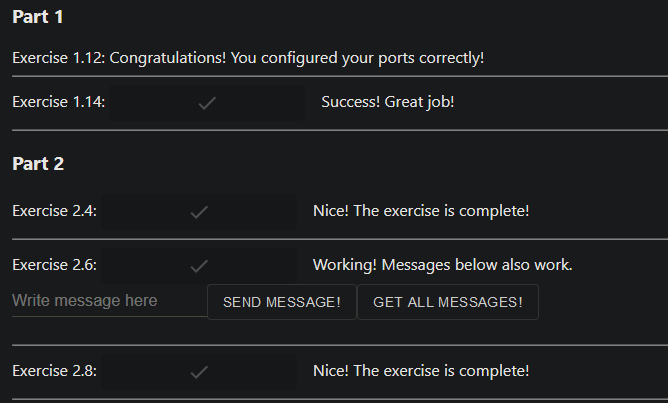 Part 1
Exercise 1.12: Congratulations! You configured your ports correctly!
Exercise 1.14: Success! Great job!
Part 2
Exercise 2.4: Nice! The exercise is complete!
Exercise 2.6: Working! Messages below also work.
Write message here SEND MESSAGE! GET ALL MESSAGES!
Exercise 2.8: Nice! The exercise is complete!